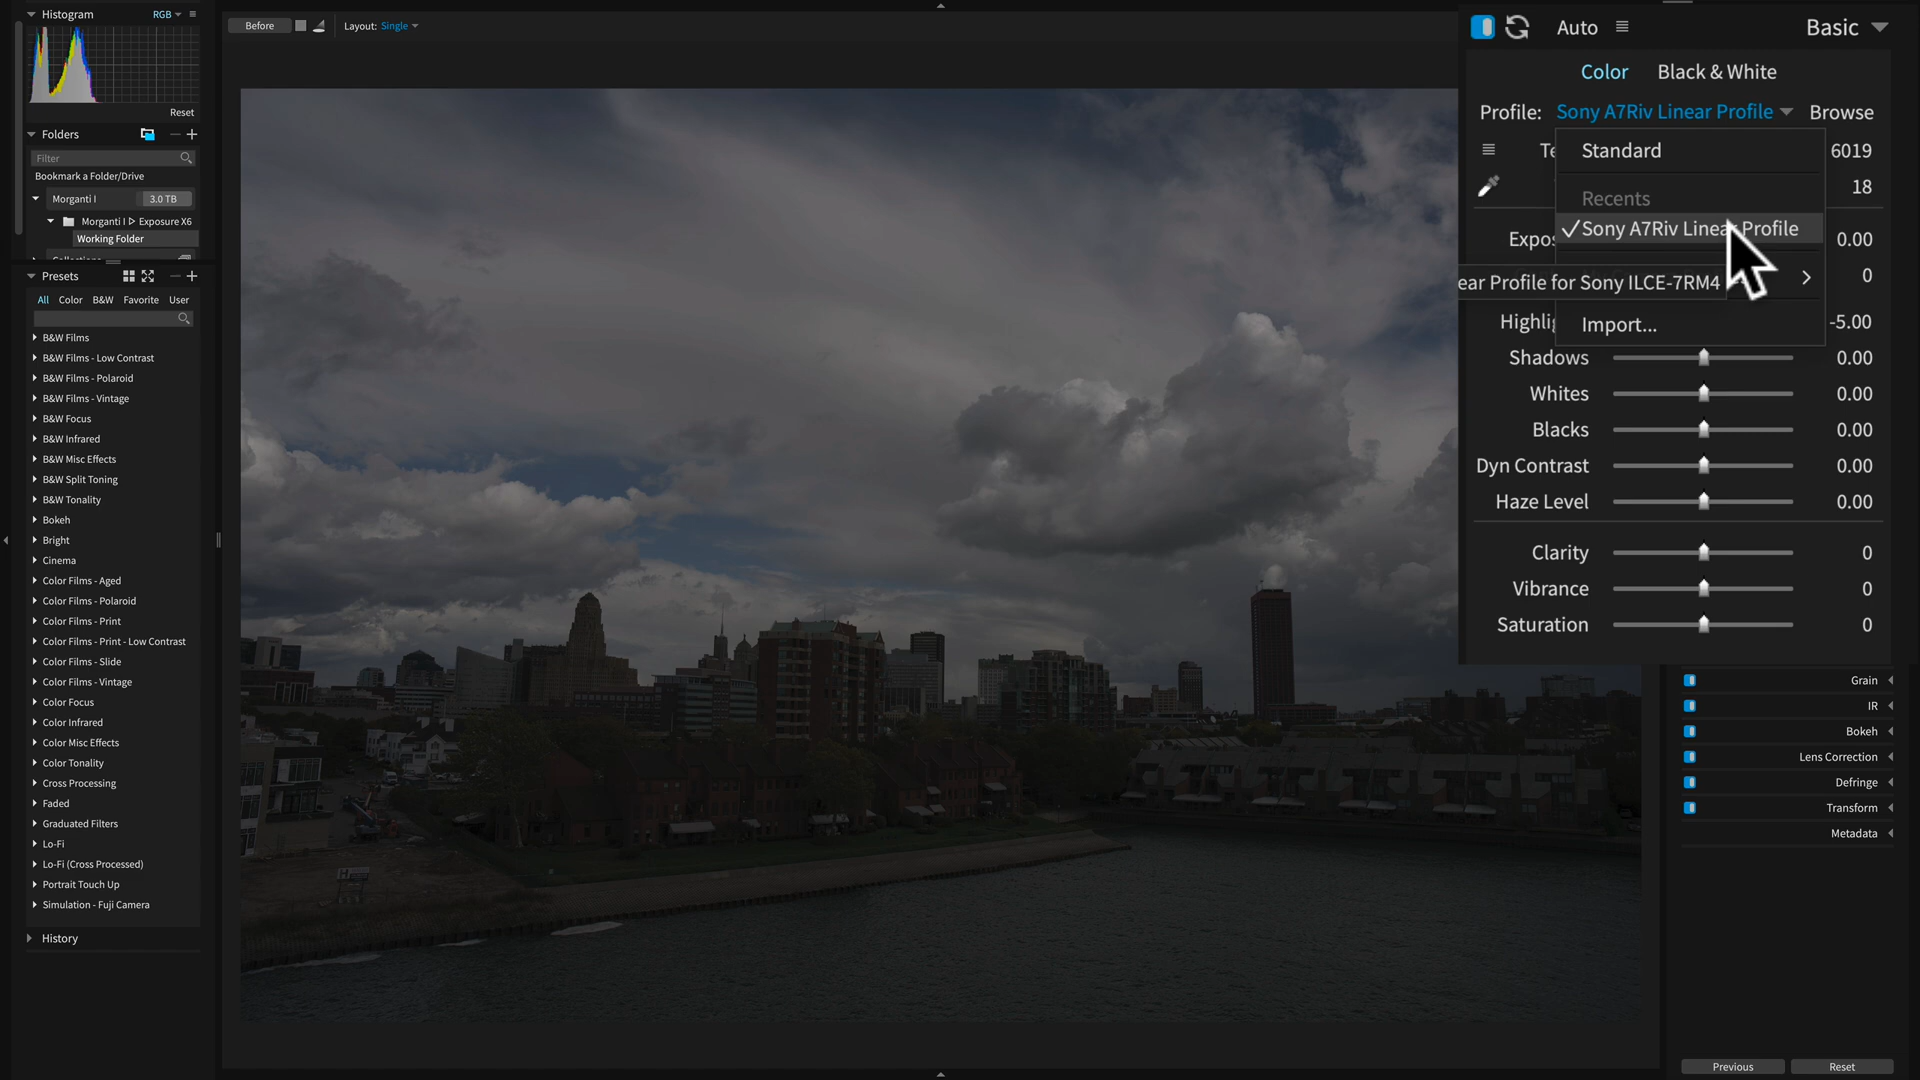 Histogram
RGB
Reset
Folders
Filter
Bookmark a Folder/Drive
Morganti I
3.0 TB
Morganti I ▷ Exposure X6
Working Folder
Presets
All Color B&W Favorite User
B&W Films
B&W Films - Low Contrast
B&W Films - Polaroid
B&W Films - Vintage
B&W Focus
B&W Infrared
B&W Misc Effects
B&W Split Toning
B&W Tonality
Bokeh
Bright
Cinema
Color Films - Aged
Color Films - Polaroid
Color Films - Print
Color Films - Print - Low Contrast
Color Films - Slide
Color Films - Vintage
Color Focus
Color Infrared
Color Misc Effects
Color Tonality
Cross Processing
Faded
Graduated Filters
Lo-Fi
Lo-Fi (Cross Processed)
Portrait Touch Up
Simulation - Fuji Camera
History
Before
Layout: Single
Auto
Basic
Color Black & White
Profile: Sony A7Riv Linear Profile Browse
Standard
6019
18
Recents
Sony A7Riv Linear Profile
0.00
ear Profile for Sony ILCE-7RM4
0
Import...
-5.00
Shadows 0.00
Whites 0.00
Blacks 0.00
Dyn Contrast 0.00
Haze Level 0.00
Clarity 0
Vibrance 0
Saturation 0
Grain
IR
Bokeh
Lens Correction
Defringe
Transform
Metadata
Previous
Reset